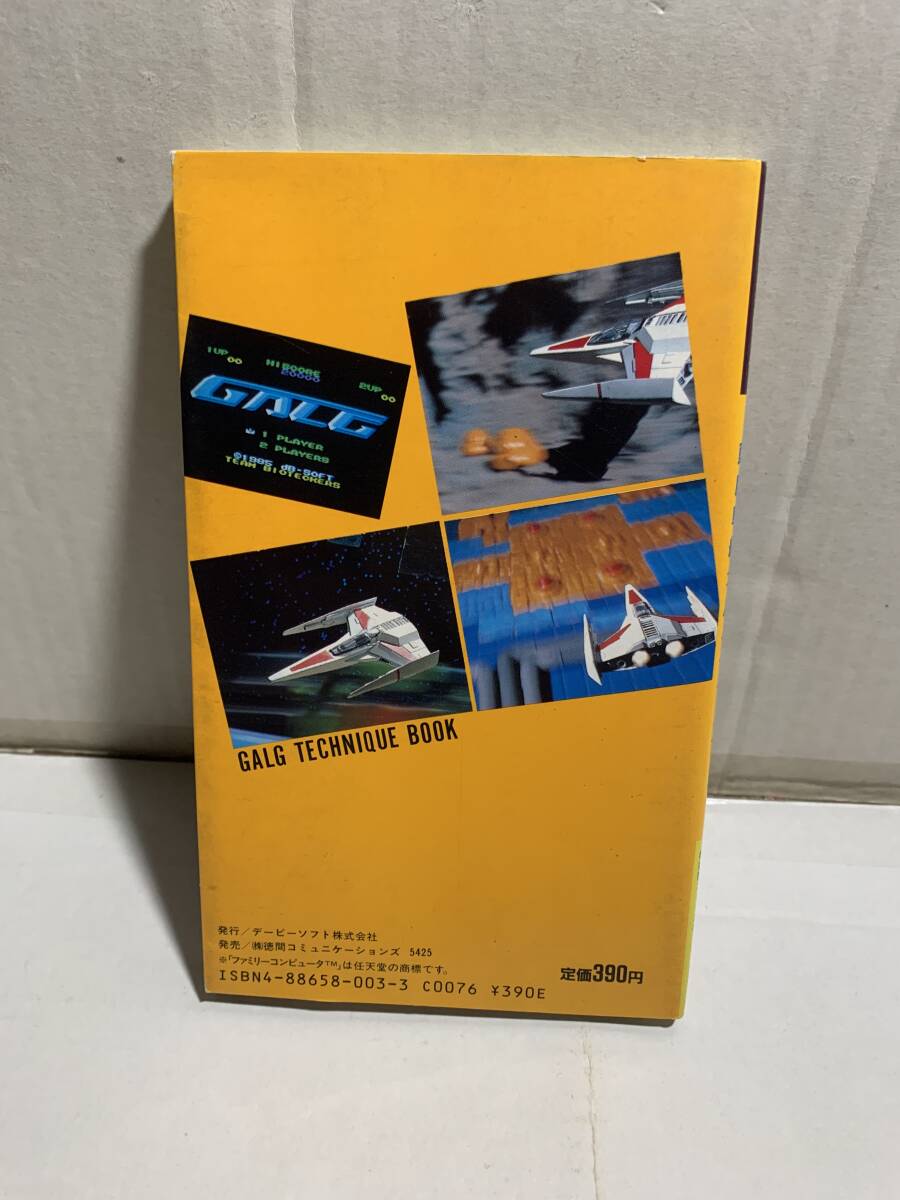 1UP
HISCORE
2UP
00
20000
00
GALG
1 PLAYER
2 PLAYERS
©1985 dB-SOFT
TEAM BIOTECKERS
GALG TECHNIQUE BOOK
発行/デービーソフト株式会社
発売/㈱徳間コミュニケーションズ 5425
※「ファミリーコンピュータ™」は任天堂の商標です。
ISBN4-88658-003-3 C0076 ¥390E
定価390円